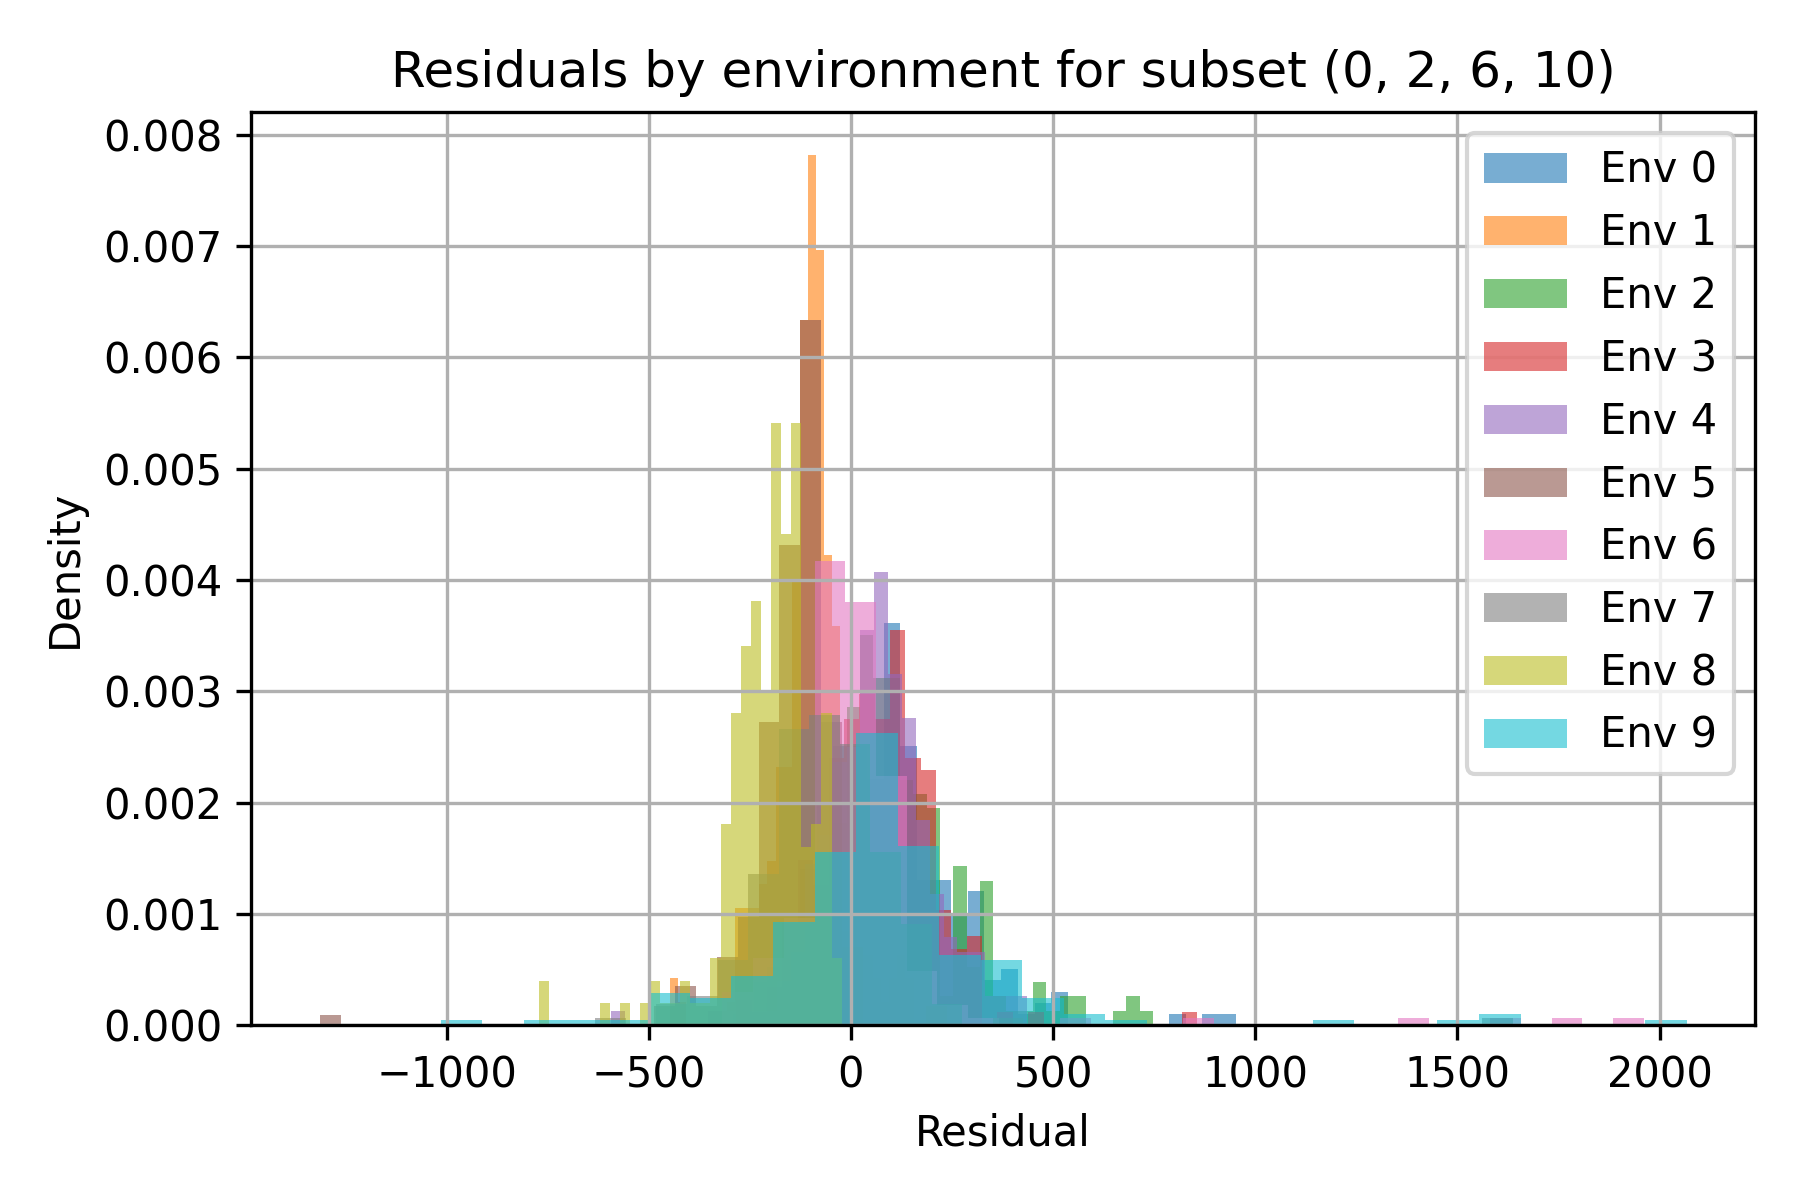 Residuals by environment for subset (0, 2, 6, 10)
0.008
0.007
0.006
0.005
0.004
0.003
0.002
0.001
0.000
Density
−1000
−500
0
500
1000
1500
2000
Residual
Env 0
Env 1
Env 2
Env 3
Env 4
Env 5
Env 6
Env 7
Env 8
Env 9